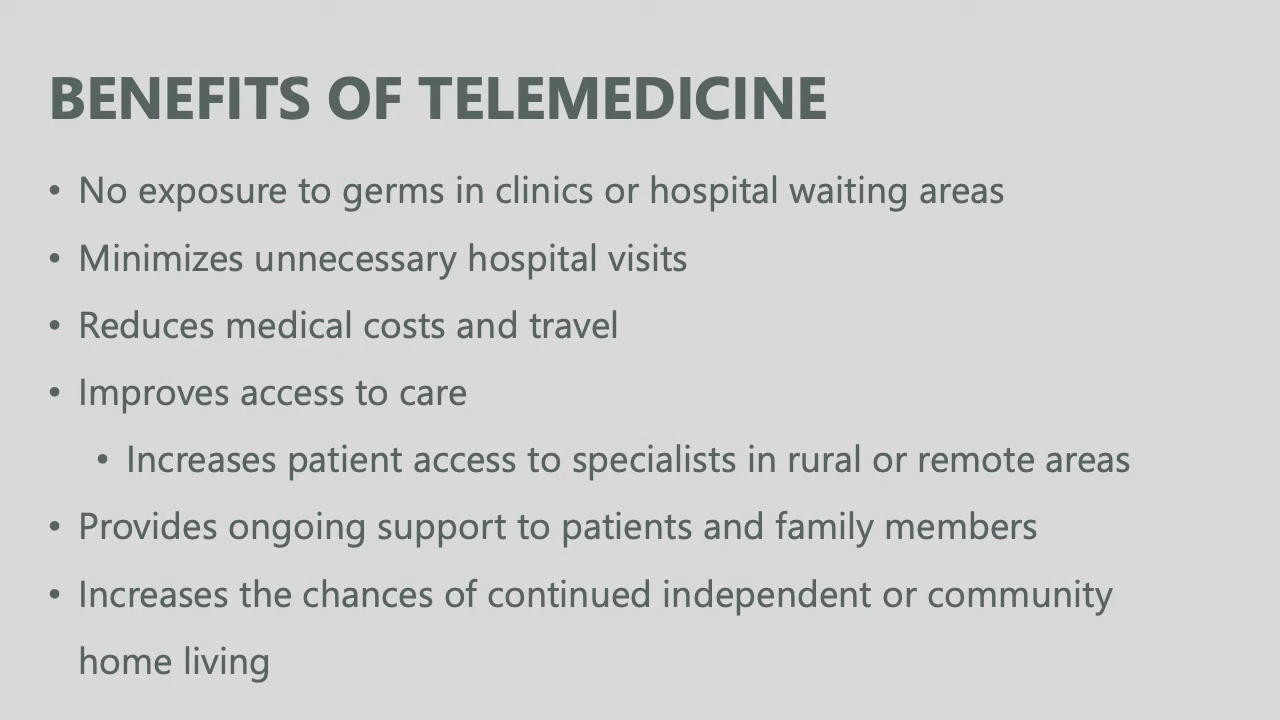 BENEFITS OF TELEMEDICINE
• No exposure to germs in clinics or hospital waiting areas
• Minimizes unnecessary hospital visits
• Reduces medical costs and travel
• Improves access to care
• Increases patient access to specialists in rural or remote areas
• Provides ongoing support to patients and family members
• Increases the chances of continued independent or community
home living